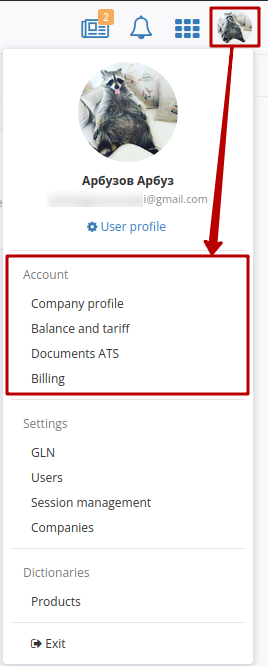 2
Арбузов Арбуз
i@gmail.com
User profile
Account
Company profile
Balance and tariff
Documents ATS
Billing
Settings
GLN
Users
Session management
Companies
Dictionaries
Products
Exit